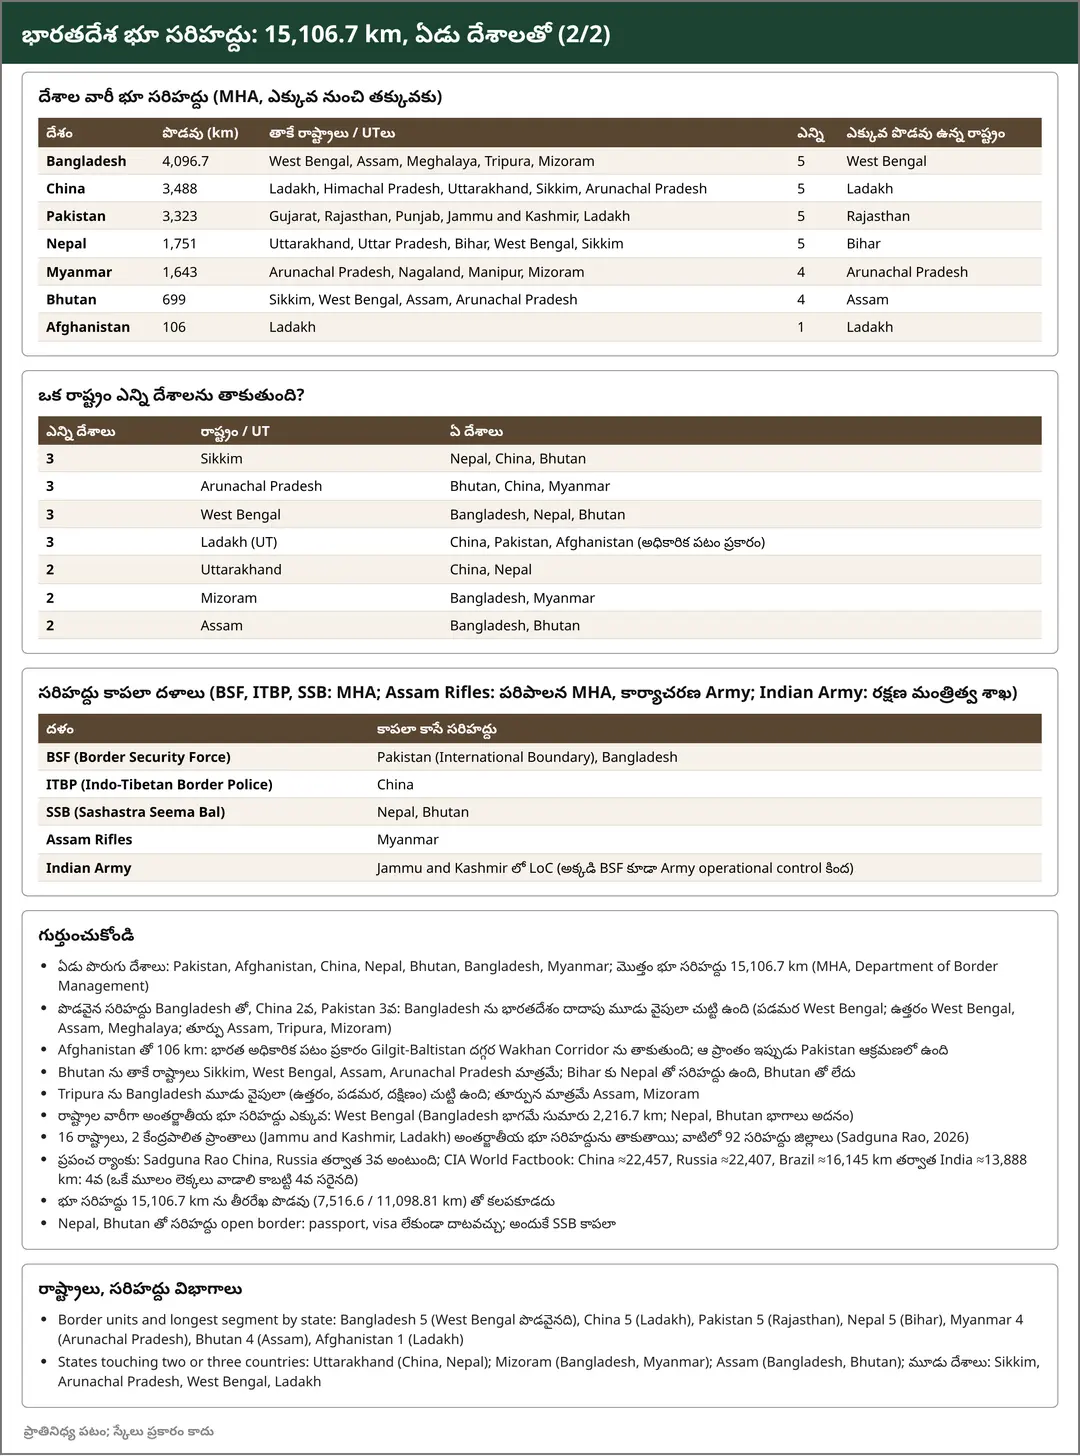 భారతదేశ భూ సరిహద్దు: 15,106.7 km, ఏడు దేశాలతో (2/2)
దేశాల వారీ భూ సరిహద్దు (MHA, ఎక్కువ నుంచి తక్కువకు)
దేశం పొడవు (km) తాకే రాష్ట్రాలు / UTలు ఎన్ని ఎక్కువ పొడవు ఉన్న రాష్ట్రం
Bangladesh 4,096.7 West Bengal, Assam, Meghalaya, Tripura, Mizoram 5 West Bengal
China 3,488 Ladakh, Himachal Pradesh, Uttarakhand, Sikkim, Arunachal Pradesh 5 Ladakh
Pakistan 3,323 Gujarat, Rajasthan, Punjab, Jammu and Kashmir, Ladakh 5 Rajasthan
Nepal 1,751 Uttarakhand, Uttar Pradesh, Bihar, West Bengal, Sikkim 5 Bihar
Myanmar 1,643 Arunachal Pradesh, Nagaland, Manipur, Mizoram 4 Arunachal Pradesh
Bhutan 699 Sikkim, West Bengal, Assam, Arunachal Pradesh 4 Assam
Afghanistan 106 Ladakh 1 Ladakh
ఒక రాష్ట్రం ఎన్ని దేశాలను తాకుతుంది?
ఎన్ని దేశాలు రాష్ట్రం / UT ఏ దేశాలు
3 Sikkim Nepal, China, Bhutan
3 Arunachal Pradesh Bhutan, China, Myanmar
3 West Bengal Bangladesh, Nepal, Bhutan
3 Ladakh (UT) China, Pakistan, Afghanistan (అధికారిక పటం ప్రకారం)
2 Uttarakhand China, Nepal
2 Mizoram Bangladesh, Myanmar
2 Assam Bangladesh, Bhutan
సరిహద్దు కాపలా దళాలు (BSF, ITBP, SSB: MHA; Assam Rifles: పరిపాలన MHA, కార్యాచరణ Army; Indian Army: రక్షణ మంత్రిత్వ శాఖ)
దళం కాపలా కాసే సరిహద్దు
BSF (Border Security Force) Pakistan (International Boundary), Bangladesh
ITBP (Indo-Tibetan Border Police) China
SSB (Sashastra Seema Bal) Nepal, Bhutan
Assam Rifles Myanmar
Indian Army Jammu and Kashmir లో LoC (అక్కడి BSF కూడా Army operational control కింద)
గుర్తుంచుకోండి
• ఏడు పొరుగు దేశాలు: Pakistan, Afghanistan, China, Nepal, Bhutan, Bangladesh, Myanmar; మొత్తం భూ సరిహద్దు 15,106.7 km (MHA, Department of Border
Management)
• పొడవైన సరిహద్దు Bangladesh తో, China 2వ, Pakistan 3వ: Bangladesh ను భారతదేశం దాదాపు మూడు వైపులా చుట్టి ఉంది (పడమర West Bengal; ఉత్తరం West Bengal,
Assam, Meghalaya; తూర్పు Assam, Tripura, Mizoram)
• Afghanistan తో 106 km: భారత అధికారిక పటం ప్రకారం Gilgit-Baltistan దగ్గర Wakhan Corridor ను తాకుతుంది; ఆ ప్రాంతం ఇప్పుడు Pakistan ఆక్రమణలో ఉంది
• Bhutan ను తాకే రాష్ట్రాలు Sikkim, West Bengal, Assam, Arunachal Pradesh మాత్రమే; Bihar కు Nepal తో సరిహద్దు ఉంది, Bhutan తో లేదు
• Tripura ను Bangladesh మూడు వైపులా (ఉత్తరం, పడమర, దక్షిణం) చుట్టి ఉంది; తూర్పున మాత్రమే Assam, Mizoram
• రాష్ట్రాల వారీగా అంతర్జాతీయ భూ సరిహద్దు ఎక్కువ: West Bengal (Bangladesh భాగమే సుమారు 2,216.7 km; Nepal, Bhutan భాగాలు అదనం)
• 16 రాష్ట్రాలు, 2 కేంద్రపాలిత ప్రాంతాలు (Jammu and Kashmir, Ladakh) అంతర్జాతీయ భూ సరిహద్దును తాకుతాయి; వాటిలో 92 సరిహద్దు జిల్లాలు (Sadguna Rao, 2026)
• ప్రపంచ ర్యాంకు: Sadguna Rao China, Russia తర్వాత 3వ అంటుంది; CIA World Factbook: China ≈22,457, Russia ≈22,407, Brazil ≈16,145 km తర్వాత India ≈13,888
km: 4వ (ఒకే మూలం లెక్కలు వాడాలి కాబట్టి 4వ సరైనది)
• భూ సరిహద్దు 15,106.7 km ను తీరరేఖ పొడవు (7,516.6 / 11,098.81 km) తో కలపకూడదు
• Nepal, Bhutan తో సరిహద్దు open border: passport, visa లేకుండా దాటవచ్చు; అందుకే SSB కాపలా
రాష్ట్రాలు, సరిహద్దు విభాగాలు
• Border units and longest segment by state: Bangladesh 5 (West Bengal పొడవైనది), China 5 (Ladakh), Pakistan 5 (Rajasthan), Nepal 5 (Bihar), Myanmar 4
(Arunachal Pradesh), Bhutan 4 (Assam), Afghanistan 1 (Ladakh)
• States touching two or three countries: Uttarakhand (China, Nepal); Mizoram (Bangladesh, Myanmar); Assam (Bangladesh, Bhutan); మూడు దేశాలు: Sikkim,
Arunachal Pradesh, West Bengal, Ladakh
ప్రాతినిధ్య పటం; స్కేలు ప్రకారం కాదు